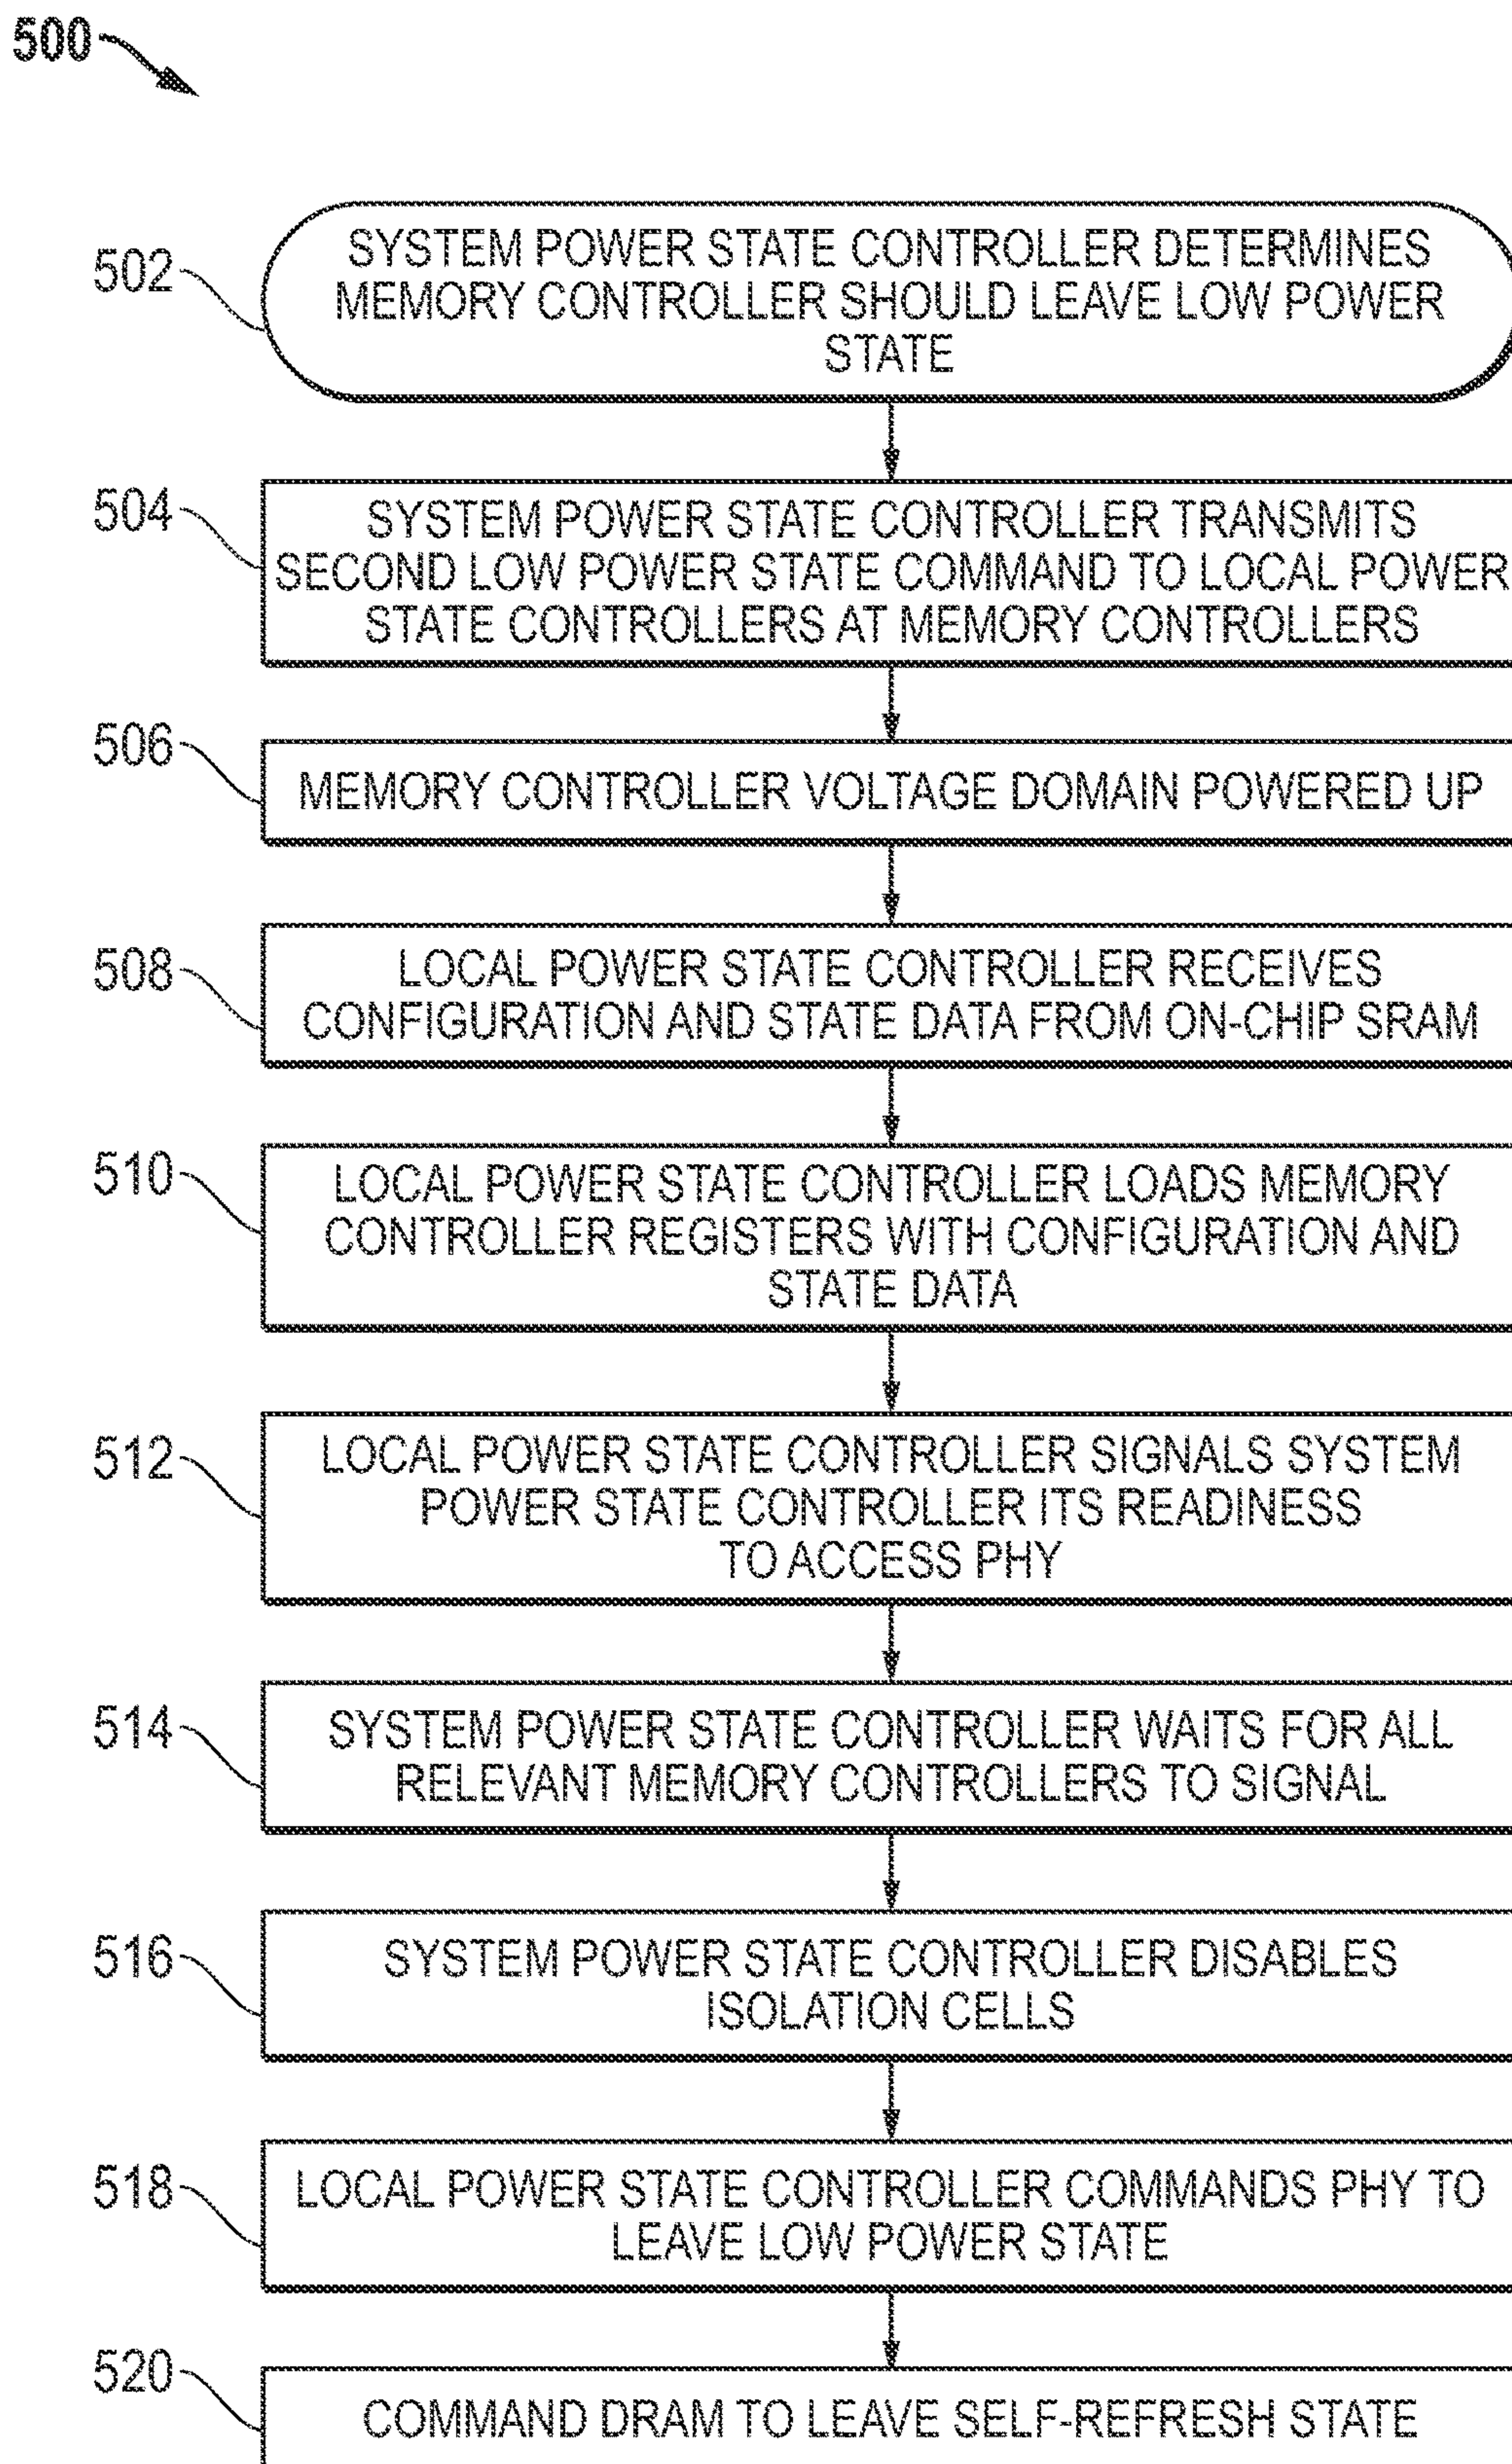 500
502
SYSTEM POWER STATE CONTROLLER DETERMINES
MEMORY CONTROLLER SHOULD LEAVE LOW POWER
STATE
504
SYSTEM POWER STATE CONTROLLER TRANSMITS
SECOND LOW POWER STATE COMMAND TO LOCAL POWER
STATE CONTROLLERS AT MEMORY CONTROLLERS
506
MEMORY CONTROLLER VOLTAGE DOMAIN POWERED UP
508
LOCAL POWER STATE CONTROLLER RECEIVES
CONFIGURATION AND STATE DATA FROM ON-CHIP SRAM
510
LOCAL POWER STATE CONTROLLER LOADS MEMORY
CONTROLLER REGISTERS WITH CONFIGURATION AND
STATE DATA
512
LOCAL POWER STATE CONTROLLER SIGNALS SYSTEM
POWER STATE CONTROLLER ITS READINESS
TO ACCESS PHY
514
SYSTEM POWER STATE CONTROLLER WAITS FOR ALL
RELEVANT MEMORY CONTROLLERS TO SIGNAL
516
SYSTEM POWER STATE CONTROLLER DISABLES
ISOLATION CELLS
518
LOCAL POWER STATE CONTROLLER COMMANDS PHY TO
LEAVE LOW POWER STATE
520
COMMAND DRAM TO LEAVE SELF-REFRESH STATE